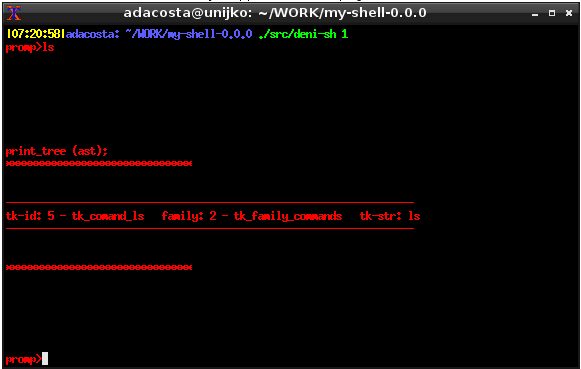 adacosta@unijko: ~/WORK/my-shell-0.0.0
|07:20:58|adacosta: ~/WORK/my-shell-0.0.0 ./src/deni-sh 1
promp>ls
print_tree (ast);
*******************************
tk-id: 5 - tk_comand_ls family: 2 - tk_family_commands tk-str: ls
*******************************
promp>